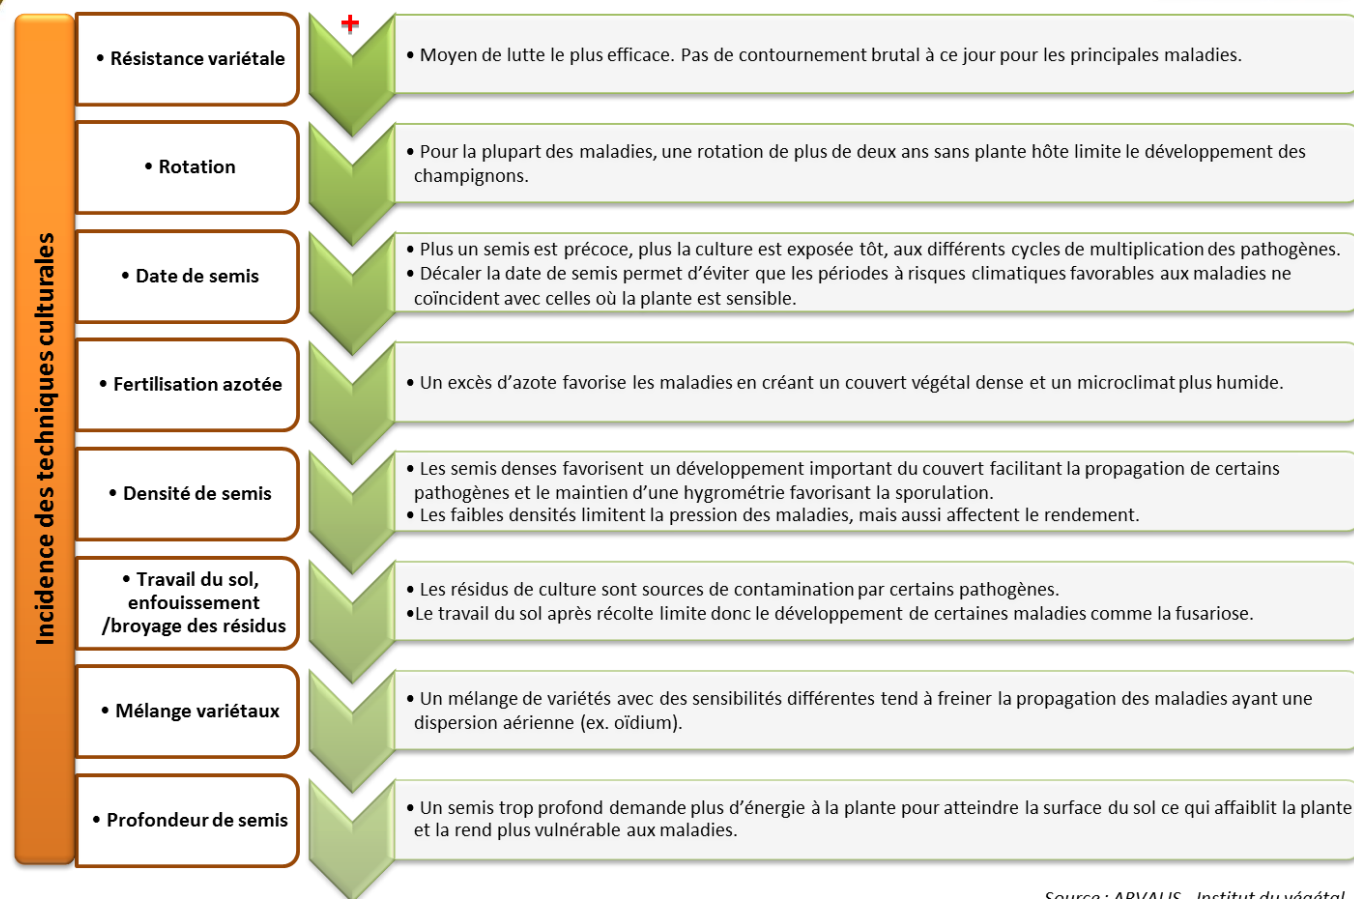 Incidence des techniques culturales
• Résistance variétale
+
• Moyen de lutte le plus efficace. Pas de contournement brutal à ce jour pour les principales maladies.
• Rotation
• Pour la plupart des maladies, une rotation de plus de deux ans sans plante hôte limite le développement des
champignons.
• Date de semis
• Plus un semis est précoce, plus la culture est exposée tôt, aux différents cycles de multiplication des pathogènes.
• Décaler la date de semis permet d’éviter que les périodes à risques climatiques favorables aux maladies ne
coïncident avec celles où la plante est sensible.
• Fertilisation azotée
• Un excès d’azote favorise les maladies en créant un couvert végétal dense et un microclimat plus humide.
• Densité de semis
• Les semis denses favorisent un développement important du couvert facilitant la propagation de certains
pathogènes et le maintien d’une hygrométrie favorisant la sporulation.
• Les faibles densités limitent la pression des maladies, mais aussi affectent le rendement.
• Travail du sol,
enfouissement
/broyage des résidus
• Les résidus de culture sont sources de contamination par certains pathogènes.
•Le travail du sol après récolte limite donc le développement de certaines maladies comme la fusariose.
• Mélange variétaux
• Un mélange de variétés avec des sensibilités différentes tend à freiner la propagation des maladies ayant une
dispersion aérienne (ex. oïdium).
• Profondeur de semis
• Un semis trop profond demande plus d’énergie à la plante pour atteindre la surface du sol ce qui affaiblit la plante
et la rend plus vulnérable aux maladies.
Source : ARVALIS - Institut du végétal